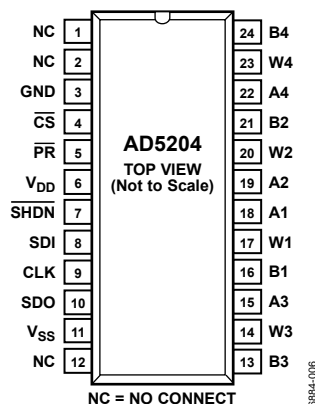 NC 1
NC 2
GND 3
CS 4
PR 5
VDD 6
SHDN 7
SDI 8
CLK 9
SDO 10
VSS 11
NC 12
AD5204
TOP VIEW
(Not to Scale)
24 B4
23 W4
22 A4
21 B2
20 W2
19 A2
18 A1
17 W1
16 B1
15 A3
14 W3
13 B3
NC = NO CONNECT